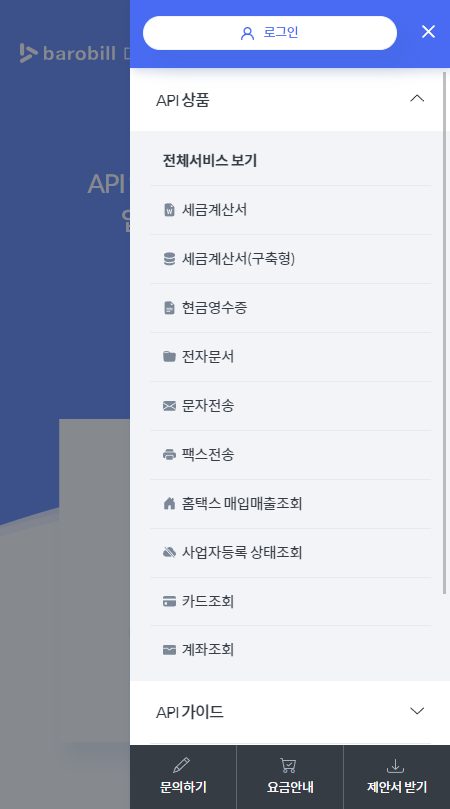 로그인
barobill
API 상품
API
전체서비스 보기
세금계산서
세금계산서(구축형)
현금영수증
전자문서
문자전송
팩스전송
홈택스 매입매출조회
사업자등록 상태조회
카드조회
계좌조회
API 가이드
문의하기
요금안내
제안서 받기